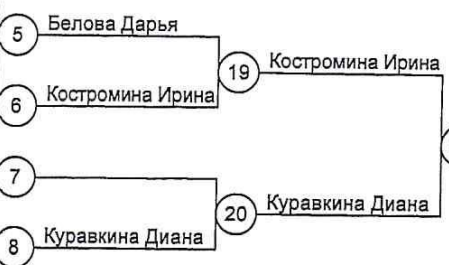 5 Белова Дарья
19 Костромина Ирина
6 Костромина Ирина
7
20 Куравкина Диана
8 Куравкина Диана